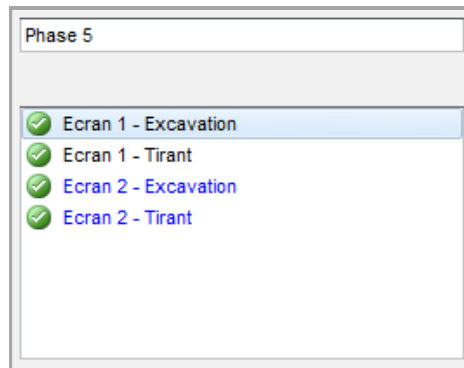 Phase 5
Ecran 1 - Excavation
Ecran 1 - Tirant
Ecran 2 - Excavation
Ecran 2 - Tirant